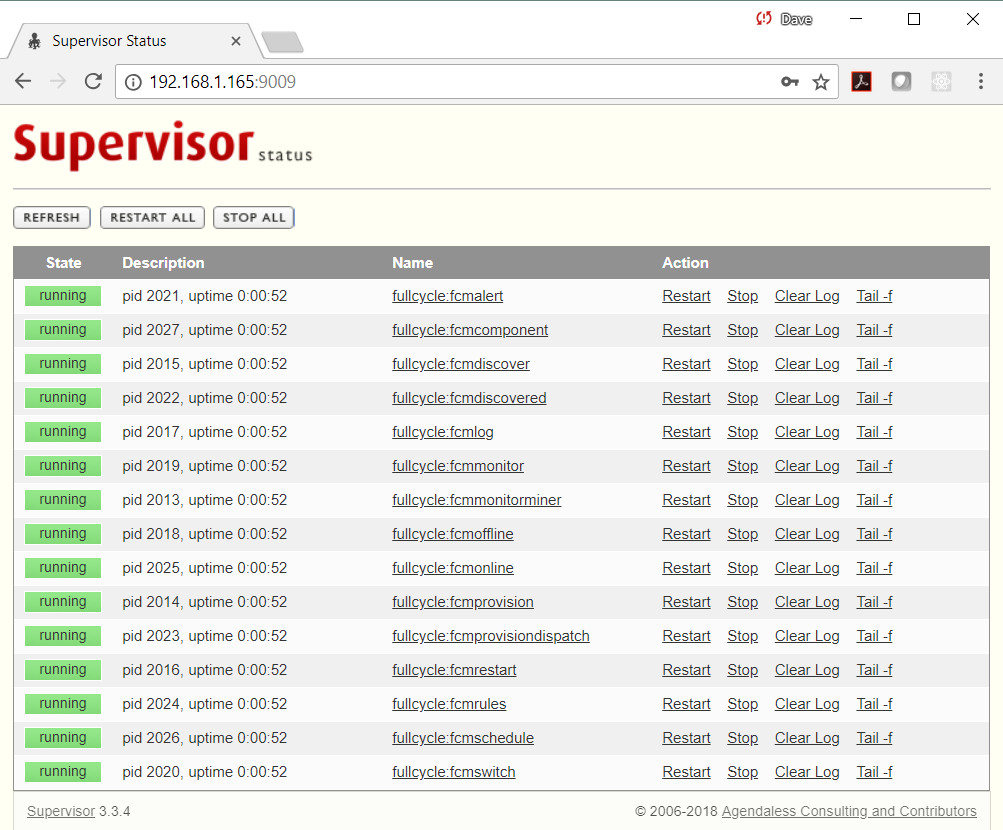 Dave
Supervisor Status
192.168.1.165:9009
Supervisor status
REFRESH RESTART ALL STOP ALL
State Description Name Action
running pid 2021, uptime 0:00:52 fullcycle:fcmalert Restart Stop Clear Log Tail -f
running pid 2027, uptime 0:00:52 fullcycle:fcmcomponent Restart Stop Clear Log Tail -f
running pid 2015, uptime 0:00:52 fullcycle:fcmdiscover Restart Stop Clear Log Tail -f
running pid 2022, uptime 0:00:52 fullcycle:fcmdiscovered Restart Stop Clear Log Tail -f
running pid 2017, uptime 0:00:52 fullcycle:fcmlog Restart Stop Clear Log Tail -f
running pid 2019, uptime 0:00:52 fullcycle:fcmmonitor Restart Stop Clear Log Tail -f
running pid 2013, uptime 0:00:52 fullcycle:fcmmonitorminer Restart Stop Clear Log Tail -f
running pid 2018, uptime 0:00:52 fullcycle:fcmoffline Restart Stop Clear Log Tail -f
running pid 2025, uptime 0:00:52 fullcycle:fcmonline Restart Stop Clear Log Tail -f
running pid 2014, uptime 0:00:52 fullcycle:fcmprovision Restart Stop Clear Log Tail -f
running pid 2023, uptime 0:00:52 fullcycle:fcmprovisiondispatch Restart Stop Clear Log Tail -f
running pid 2016, uptime 0:00:52 fullcycle:fcmrestart Restart Stop Clear Log Tail -f
running pid 2024, uptime 0:00:52 fullcycle:fcmrules Restart Stop Clear Log Tail -f
running pid 2026, uptime 0:00:52 fullcycle:fcmschedule Restart Stop Clear Log Tail -f
running pid 2020, uptime 0:00:52 fullcycle:fcmswitch Restart Stop Clear Log Tail -f
Supervisor 3.3.4 © 2006-2018 Agendaless Consulting and Contributors